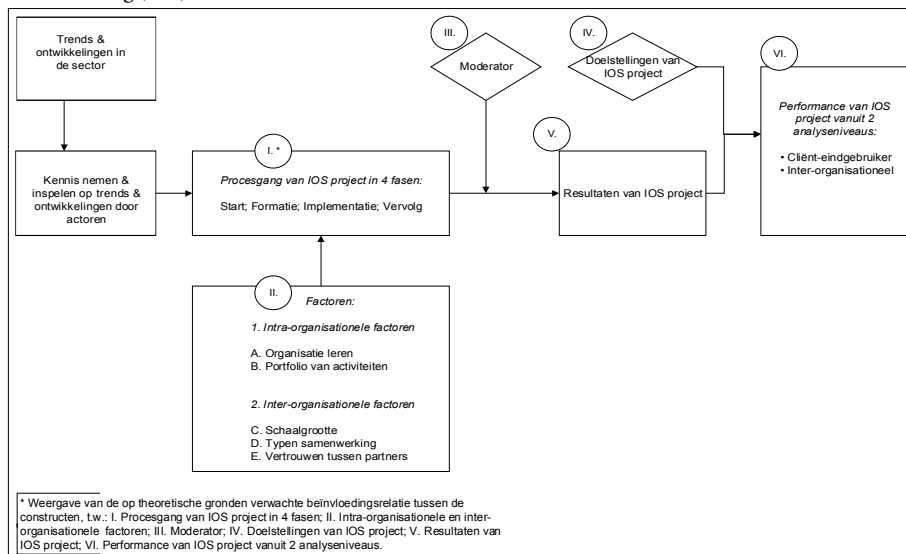 Trends &
ontwikkelingen in
de sector
III.
Moderator
IV.
Doelstellingen van
IOS project
VI.
Performance van IOS
project vanuit 2
analyseniveaus:
• Cliënt-eindgebruiker
• Inter-organisationeel
Kennis nemen &
inspelen op trends &
ontwikkelingen door
actoren
I. *
Procesgang van IOS project in 4 fasen:
Start; Formatie; Implementatie; Vervolg
V.
Resultaten van IOS project
II.
Factoren:
1. Intra-organisationele factoren
A. Organisatie leren
B. Portfolio van activiteiten
2. Inter-organisationele factoren
C. Schaalgrootte
D. Typen samenwerking
E. Vertrouwen tussen partners
* Weergave van de op theoretische gronden verwachte beïnvloedingsrelatie tussen de
constructen, t.w.: I. Procesgang van IOS project in 4 fasen; II. Intra-organisationele en inter-
organisationele factoren; III. Moderator; IV. Doelstellingen van IOS project; V. Resultaten van
IOS project; VI. Performance van IOS project vanuit 2 analyseniveaus.